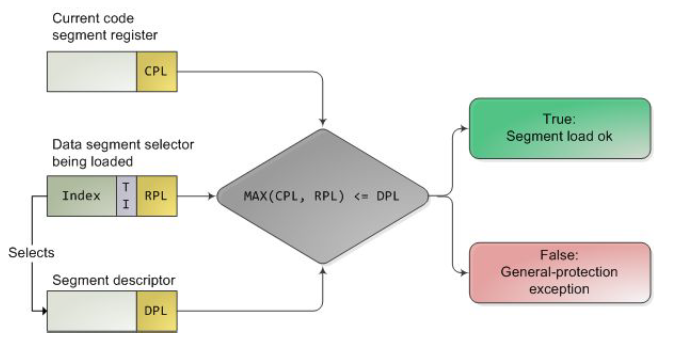 Current code
segment register
CPL
Data segment selector
being loaded
Index
T
I
RPL
Selects
Segment descriptor
DPL
MAX(CPL, RPL) <= DPL
True:
Segment load ok
False:
General-protection
exception